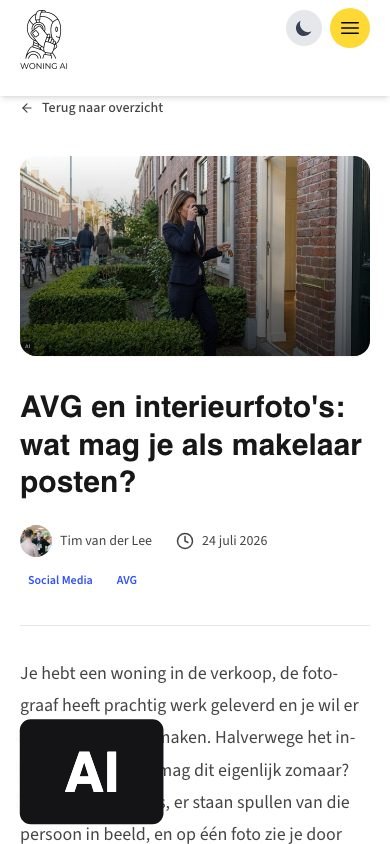 WONING AI
Terug naar overzicht
AI
AVG en interieurfoto's:
wat mag je als makelaar
posten?
Tim van der Lee
24 juli 2026
Social Media
AVG
Je hebt een woning in de verkoop, de foto-
graaf heeft prachtig werk geleverd en je wil er
maken. Halverwege het in-
mag dit eigenlijk zomaar?
AI
s, er staan spullen van die
persoon in beeld, en op één foto zie je door